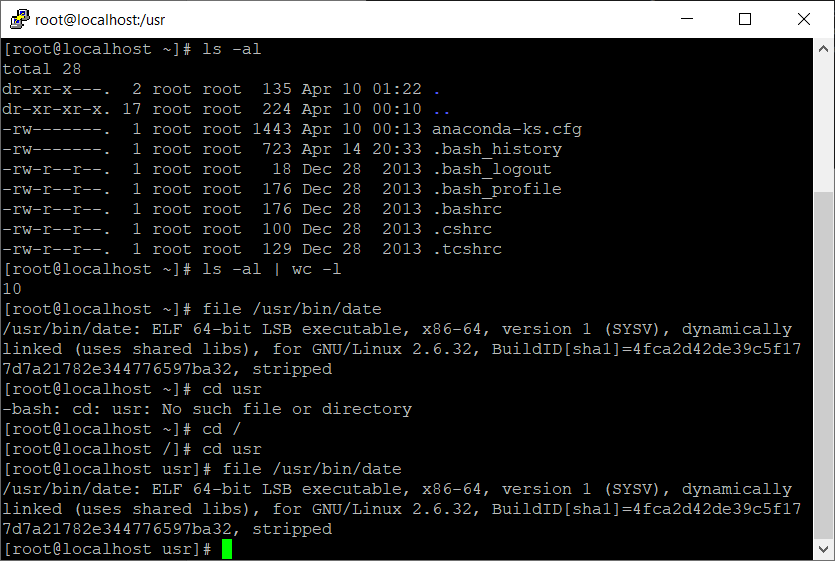 root@localhost:/usr
[root@localhost ~]# ls -al
total 28
dr-xr-x---.  2 root root  135 Apr 10 01:22 .
dr-xr-xr-x. 17 root root  224 Apr 10 00:10 ..
-rw-------.  1 root root 1443 Apr 10 00:13 anaconda-ks.cfg
-rw-------.  1 root root  723 Apr 14 20:33 .bash_history
-rw-r--r--.  1 root root   18 Dec 28  2013 .bash_logout
-rw-r--r--.  1 root root  176 Dec 28  2013 .bash_profile
-rw-r--r--.  1 root root  176 Dec 28  2013 .bashrc
-rw-r--r--.  1 root root  100 Dec 28  2013 .cshrc
-rw-r--r--.  1 root root  129 Dec 28  2013 .tcshrc
[root@localhost ~]# ls -al | wc -l
10
[root@localhost ~]# file /usr/bin/date
/usr/bin/date: ELF 64-bit LSB executable, x86-64, version 1 (SYSV), dynamically
linked (uses shared libs), for GNU/Linux 2.6.32, BuildID[sha1]=4fca2d42de39c5f17
7d7a21782e344776597ba32, stripped
[root@localhost ~]# cd usr
-bash: cd: usr: No such file or directory
[root@localhost ~]# cd /
[root@localhost /]# cd usr
[root@localhost usr]# file /usr/bin/date
/usr/bin/date: ELF 64-bit LSB executable, x86-64, version 1 (SYSV), dynamically
linked (uses shared libs), for GNU/Linux 2.6.32, BuildID[sha1]=4fca2d42de39c5f17
7d7a21782e344776597ba32, stripped
[root@localhost usr]#